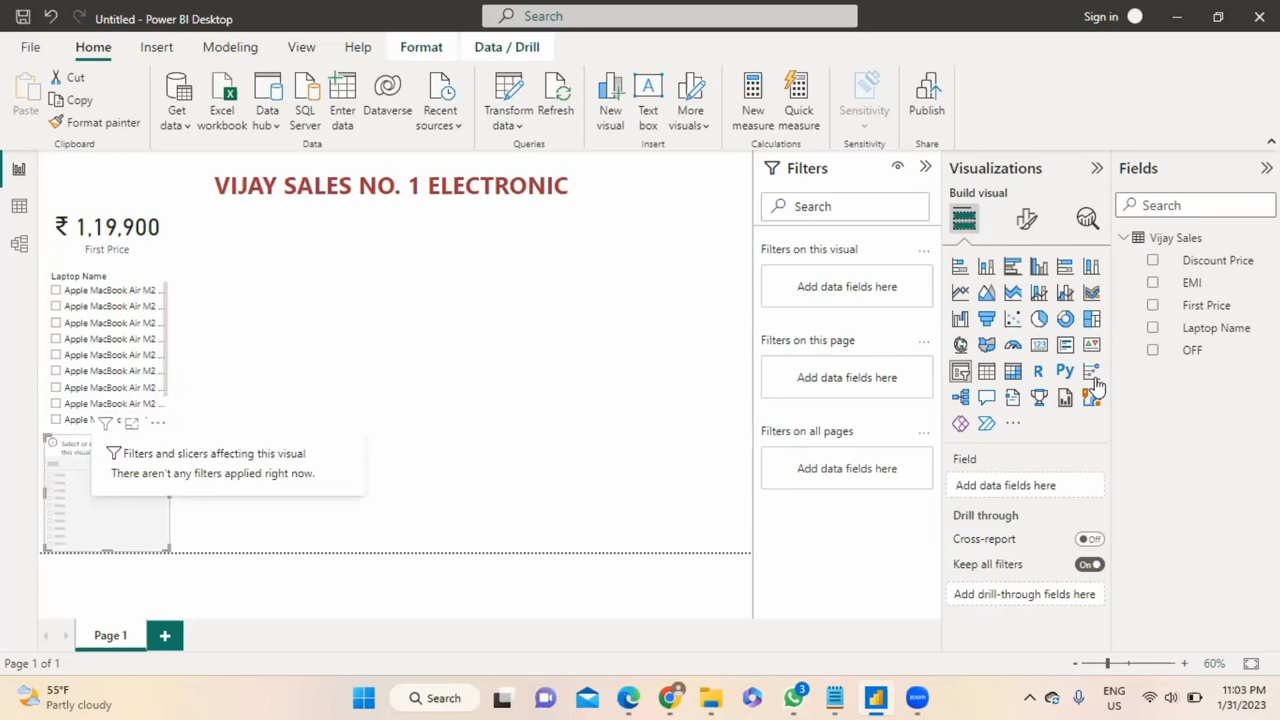 Untitled - Power BI Desktop
Search
Sign in
File
Home
Insert
Modeling
View
Help
Format
Data / Drill
Paste
Cut
Copy
Format painter
Clipboard
Get data
Excel workbook
Data hub
SQL Server
Enter data
Dataverse
Recent sources
Data
Transform data
Refresh
Queries
New visual
Text box
More visuals
Insert
New measure
Quick measure
Calculations
Sensitivity
Sensitivity
Publish
Share
VIJAY SALES NO. 1 ELECTRONIC
₹ 1,19,900
First Price
Laptop Name
Apple MacBook Air M2 ...
Apple MacBook Air M2 ...
Apple MacBook Air M2 ...
Apple MacBook Air M2 ...
Apple MacBook Air M2 ...
Apple MacBook Air M2 ...
Apple MacBook Air M2 ...
Apple MacBook Air M2 ...
Apple
Select or
this visual
Filters and slicers affecting this visual
There aren't any filters applied right now.
Filters
Search
Filters on this visual
Add data fields here
Filters on this page
Add data fields here
Filters on all pages
Add data fields here
Visualizations
Build visual
123
R
Py
Field
Add data fields here
Drill through
Cross-report
Off
Keep all filters
On
Add drill-through fields here
Fields
Search
Vijay Sales
Discount Price
EMI
First Price
Laptop Name
OFF
Page 1
Page 1 of 1
60%
55°F
Partly cloudy
Search
3
zoom
ENG
US
11:03 PM
1/31/2023